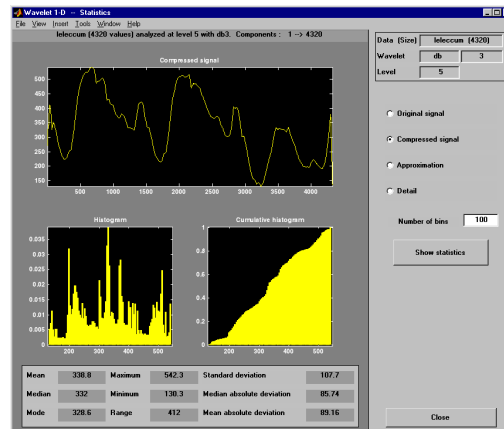 Wavelet 1-D -- Statistics
File View Insert Tools Window Help
leleccum (4320 values) analyzed at level 5 with db3. Components : 1 --> 4320
Data (Size) leleccum (4320)
Wavelet db 3
Level 5
Compressed signal
500
450
400
350
300
250
200
150
500 1000 1500 2000 2500 3000 3500 4000
Original signal
Compressed signal
Approximation
Detail
Number of bins 100
Show statistics
Histogram
0.035
0.03
0.025
0.02
0.015
0.01
0.005
0
200 300 400 500
Cumulative histogram
1
0.8
0.6
0.4
0.2
0
200 300 400 500
Mean 338.8 Maximum 542.3 Standard deviation 107.7
Median 332 Minimum 130.3 Median absolute deviation 85.74
Mode 328.6 Range 412 Mean absolute deviation 89.16
Close